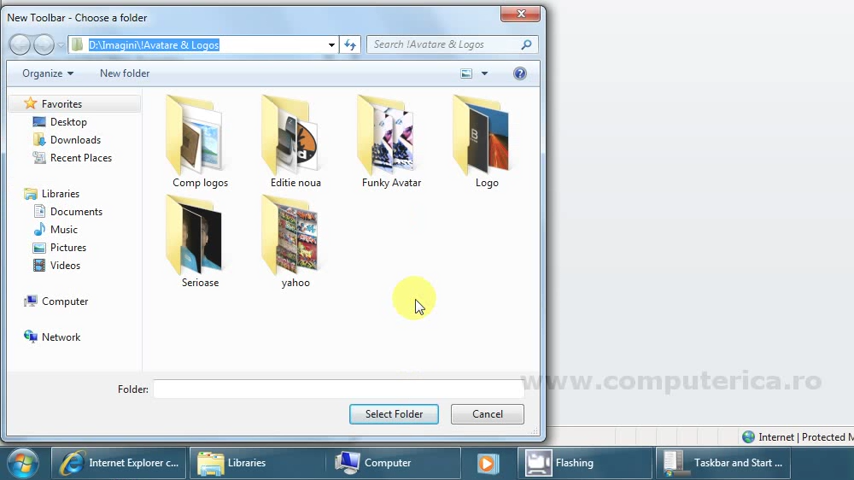 New Toolbar - Choose a folder
D:\Imagini\!Avatare & Logos
Search !Avatare & Logos
Organize
New folder
Favorites
Desktop
Downloads
Recent Places
Libraries
Documents
Music
Pictures
Videos
Computer
Network
Comp logos
Editie noua
Funky Avatar
Logo
Serioase
yahoo
Folder:
Select Folder
Cancel
www.computerica.ro
Internet | Protected M
Internet Explorer c...
Libraries
Computer
Flashing
Taskbar and Start ...